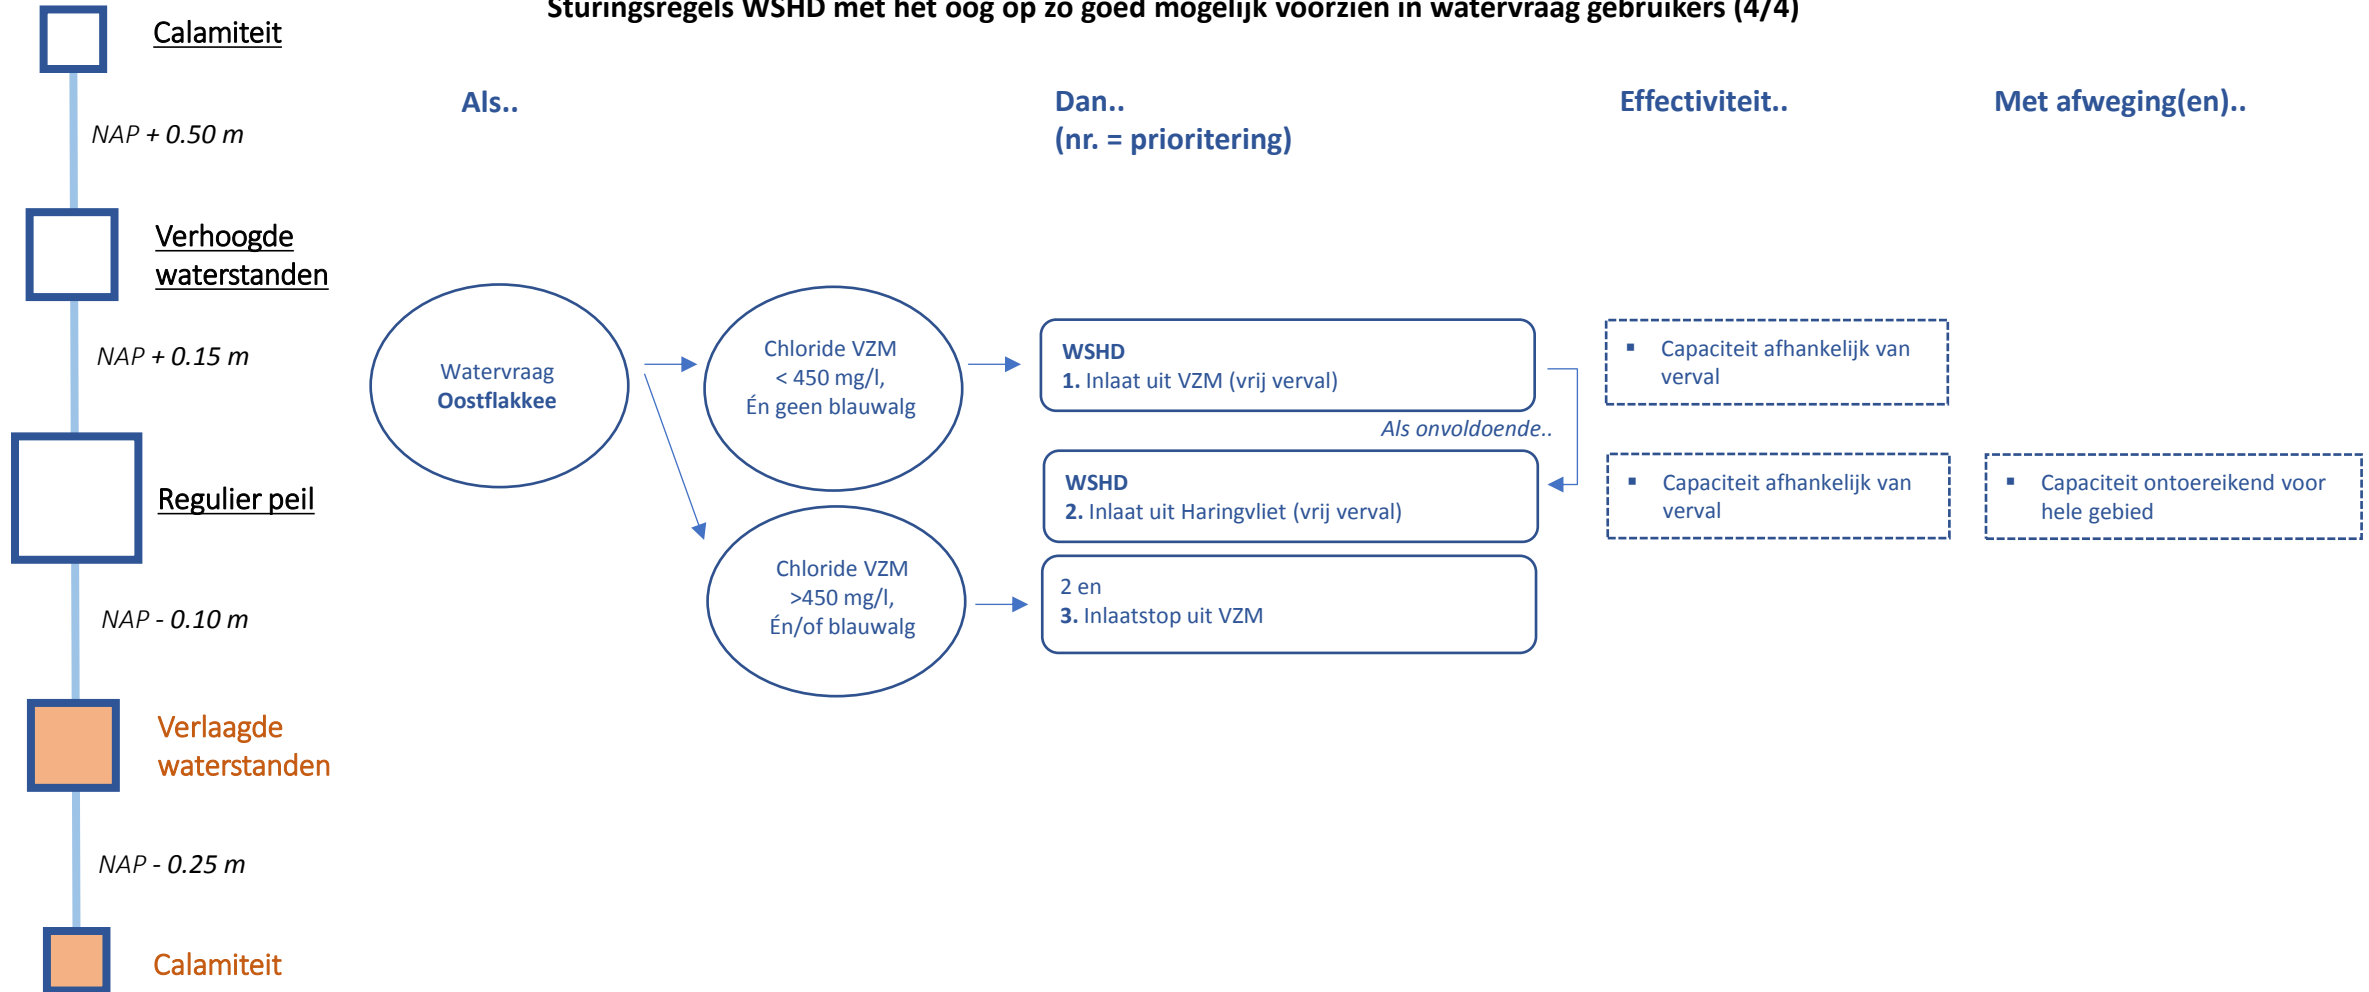 Sturingsregels WSHD met het oog op zo goed mogelijk voorzien in watervraag gebruikers (4/4)
Calamiteit
NAP + 0.50 m
Verhoogde
waterstanden
NAP + 0.15 m
Regulier peil
NAP - 0.10 m
Verlaagde
waterstanden
NAP - 0.25 m
Calamiteit
Als..
Dan..
(nr. = prioritering)
Effectiviteit..
Met afweging(en)..
Watervraag
Oostflakkee
Chloride VZM
< 450 mg/l,
Én geen blauwalg
WSHD
1. Inlaat uit VZM (vrij verval)
▪ Capaciteit afhankelijk van
verval
Als onvoldoende..
WSHD
2. Inlaat uit Haringvliet (vrij verval)
▪ Capaciteit afhankelijk van
verval
▪ Capaciteit ontoereikend voor
hele gebied
Chloride VZM
>450 mg/l,
Én/of blauwalg
2 en
3. Inlaatstop uit VZM